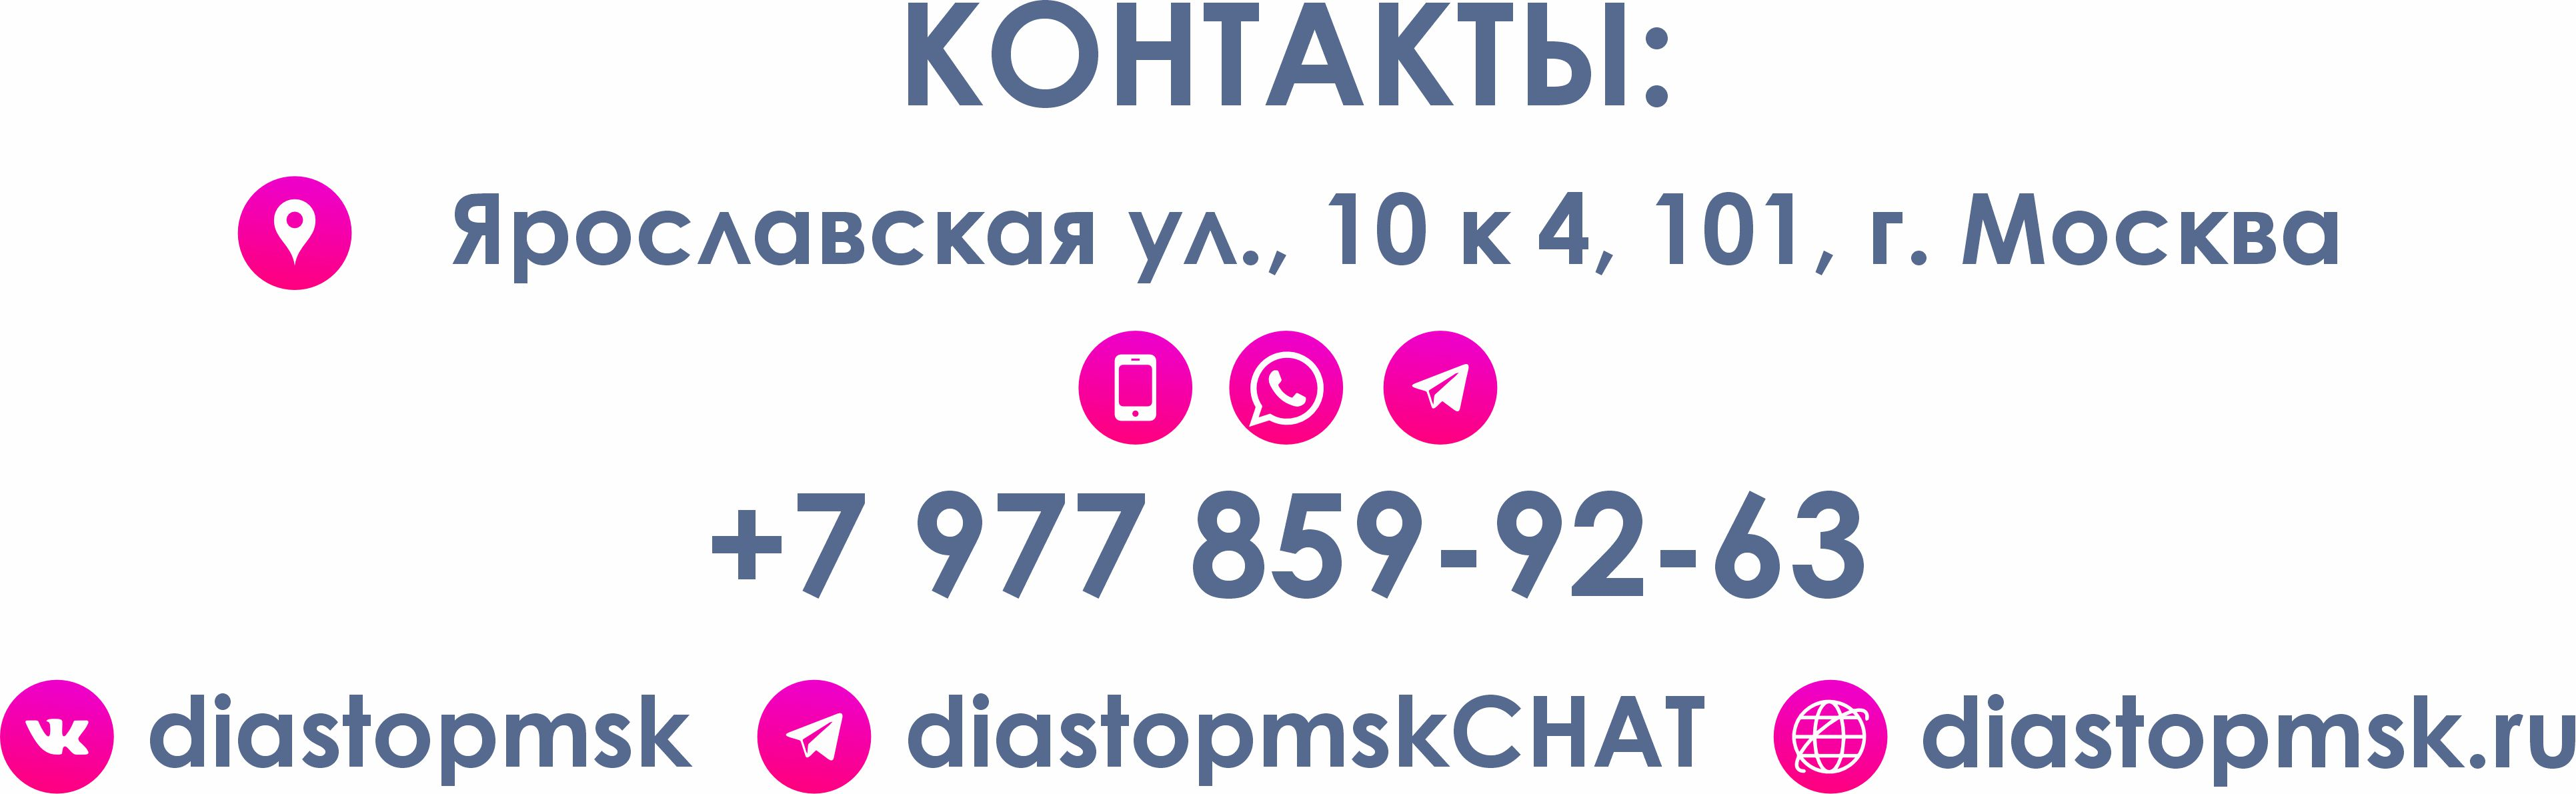 КОНТАКТЫ:
Ярославская ул., 10 к 4, 101, г. Москва
+7 977 859-92-63
diastopmsk diastopmskCHAT diastopmsk.ru